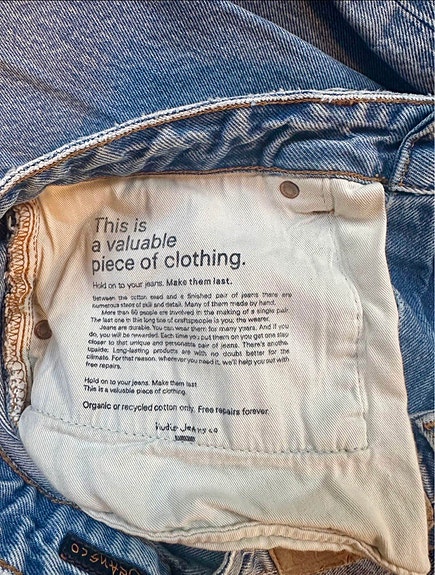 This is
a valuable
piece of clothing.
Hold on to your jeans. Make them last.
Between the cotton seed and a finished pair of jeans there are
numerous steps of skill and detail. Many of them made by hand.
More than 60 people are involved in the making of a single pair.
The last one in this long line of craftspeople is you; the wearer.
Jeans are durable. You can wear them for many years. And if you
do, you will be rewarded. Each time you put them on you get one step
closer to that unique and personal pair of jeans. There's another
upside: Long-lasting products are with no doubt better for the
climate. For that reason, wherever you need it, we'll help you out with
free repairs.
Hold on to your jeans. Make them last
This is a valuable piece of clothing.
Organic or recycled cotton only. Free repairs forever.
Jeans co
JEANS CO